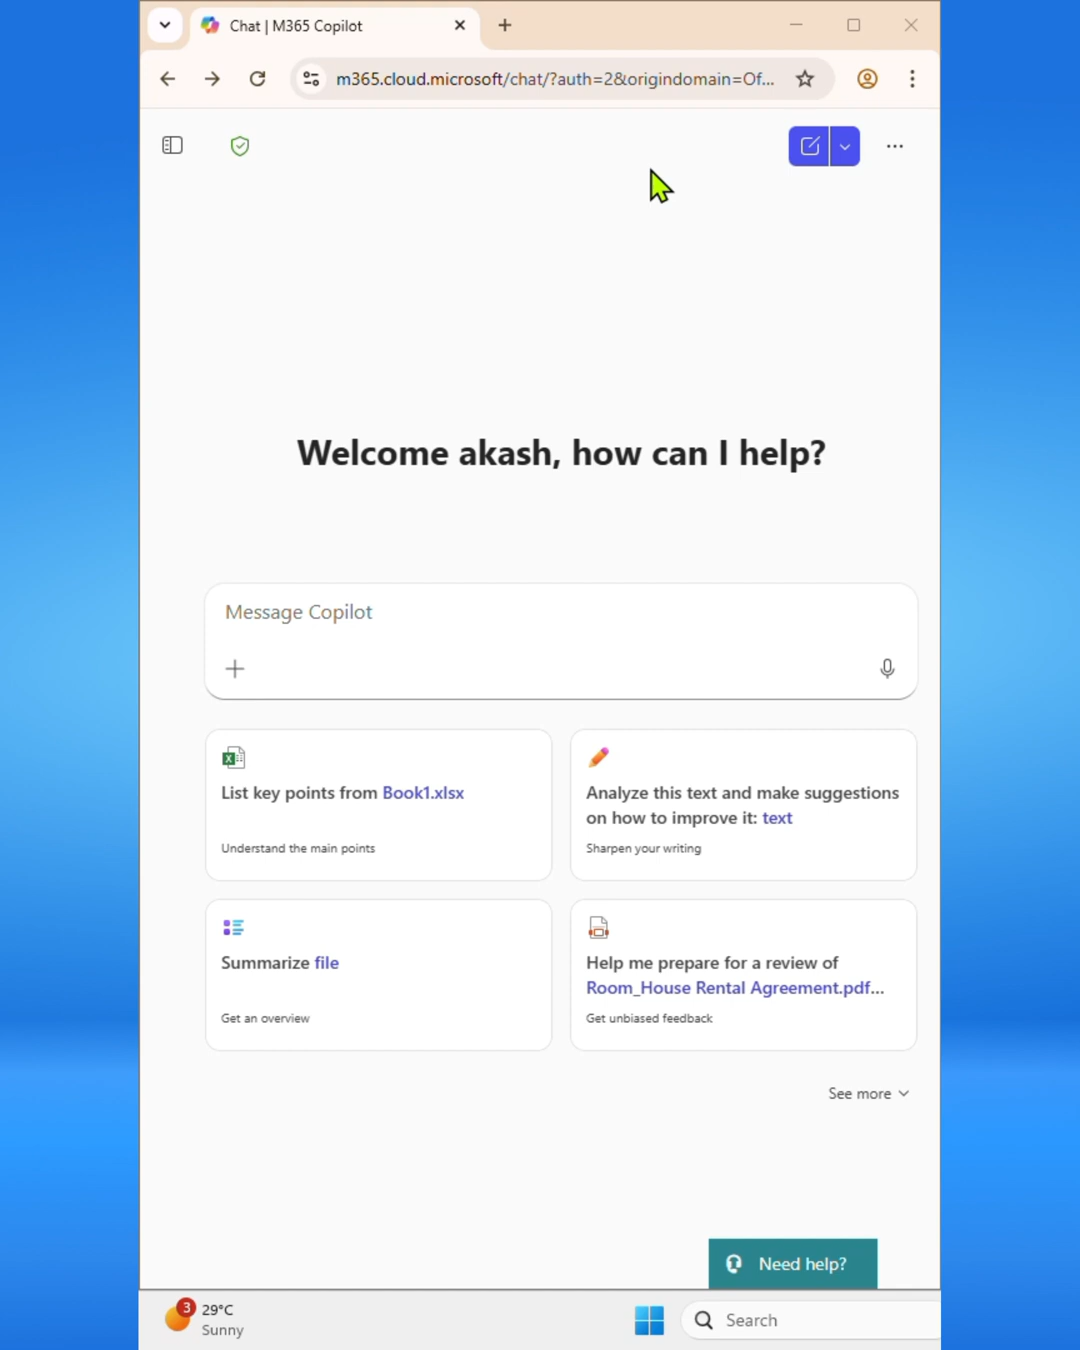 Chat | M365 Copilot
m365.cloud.microsoft/chat/?auth=2&origindomain=Of...
Welcome akash, how can I help?
Message Copilot
List key points from Book1.xlsx
Understand the main points
Analyze this text and make suggestions
on how to improve it: text
Sharpen your writing
Summarize file
Get an overview
Help me prepare for a review of
Room_House Rental Agreement.pdf...
Get unbiased feedback
See more
Need help?
3
29°C
Sunny
Search